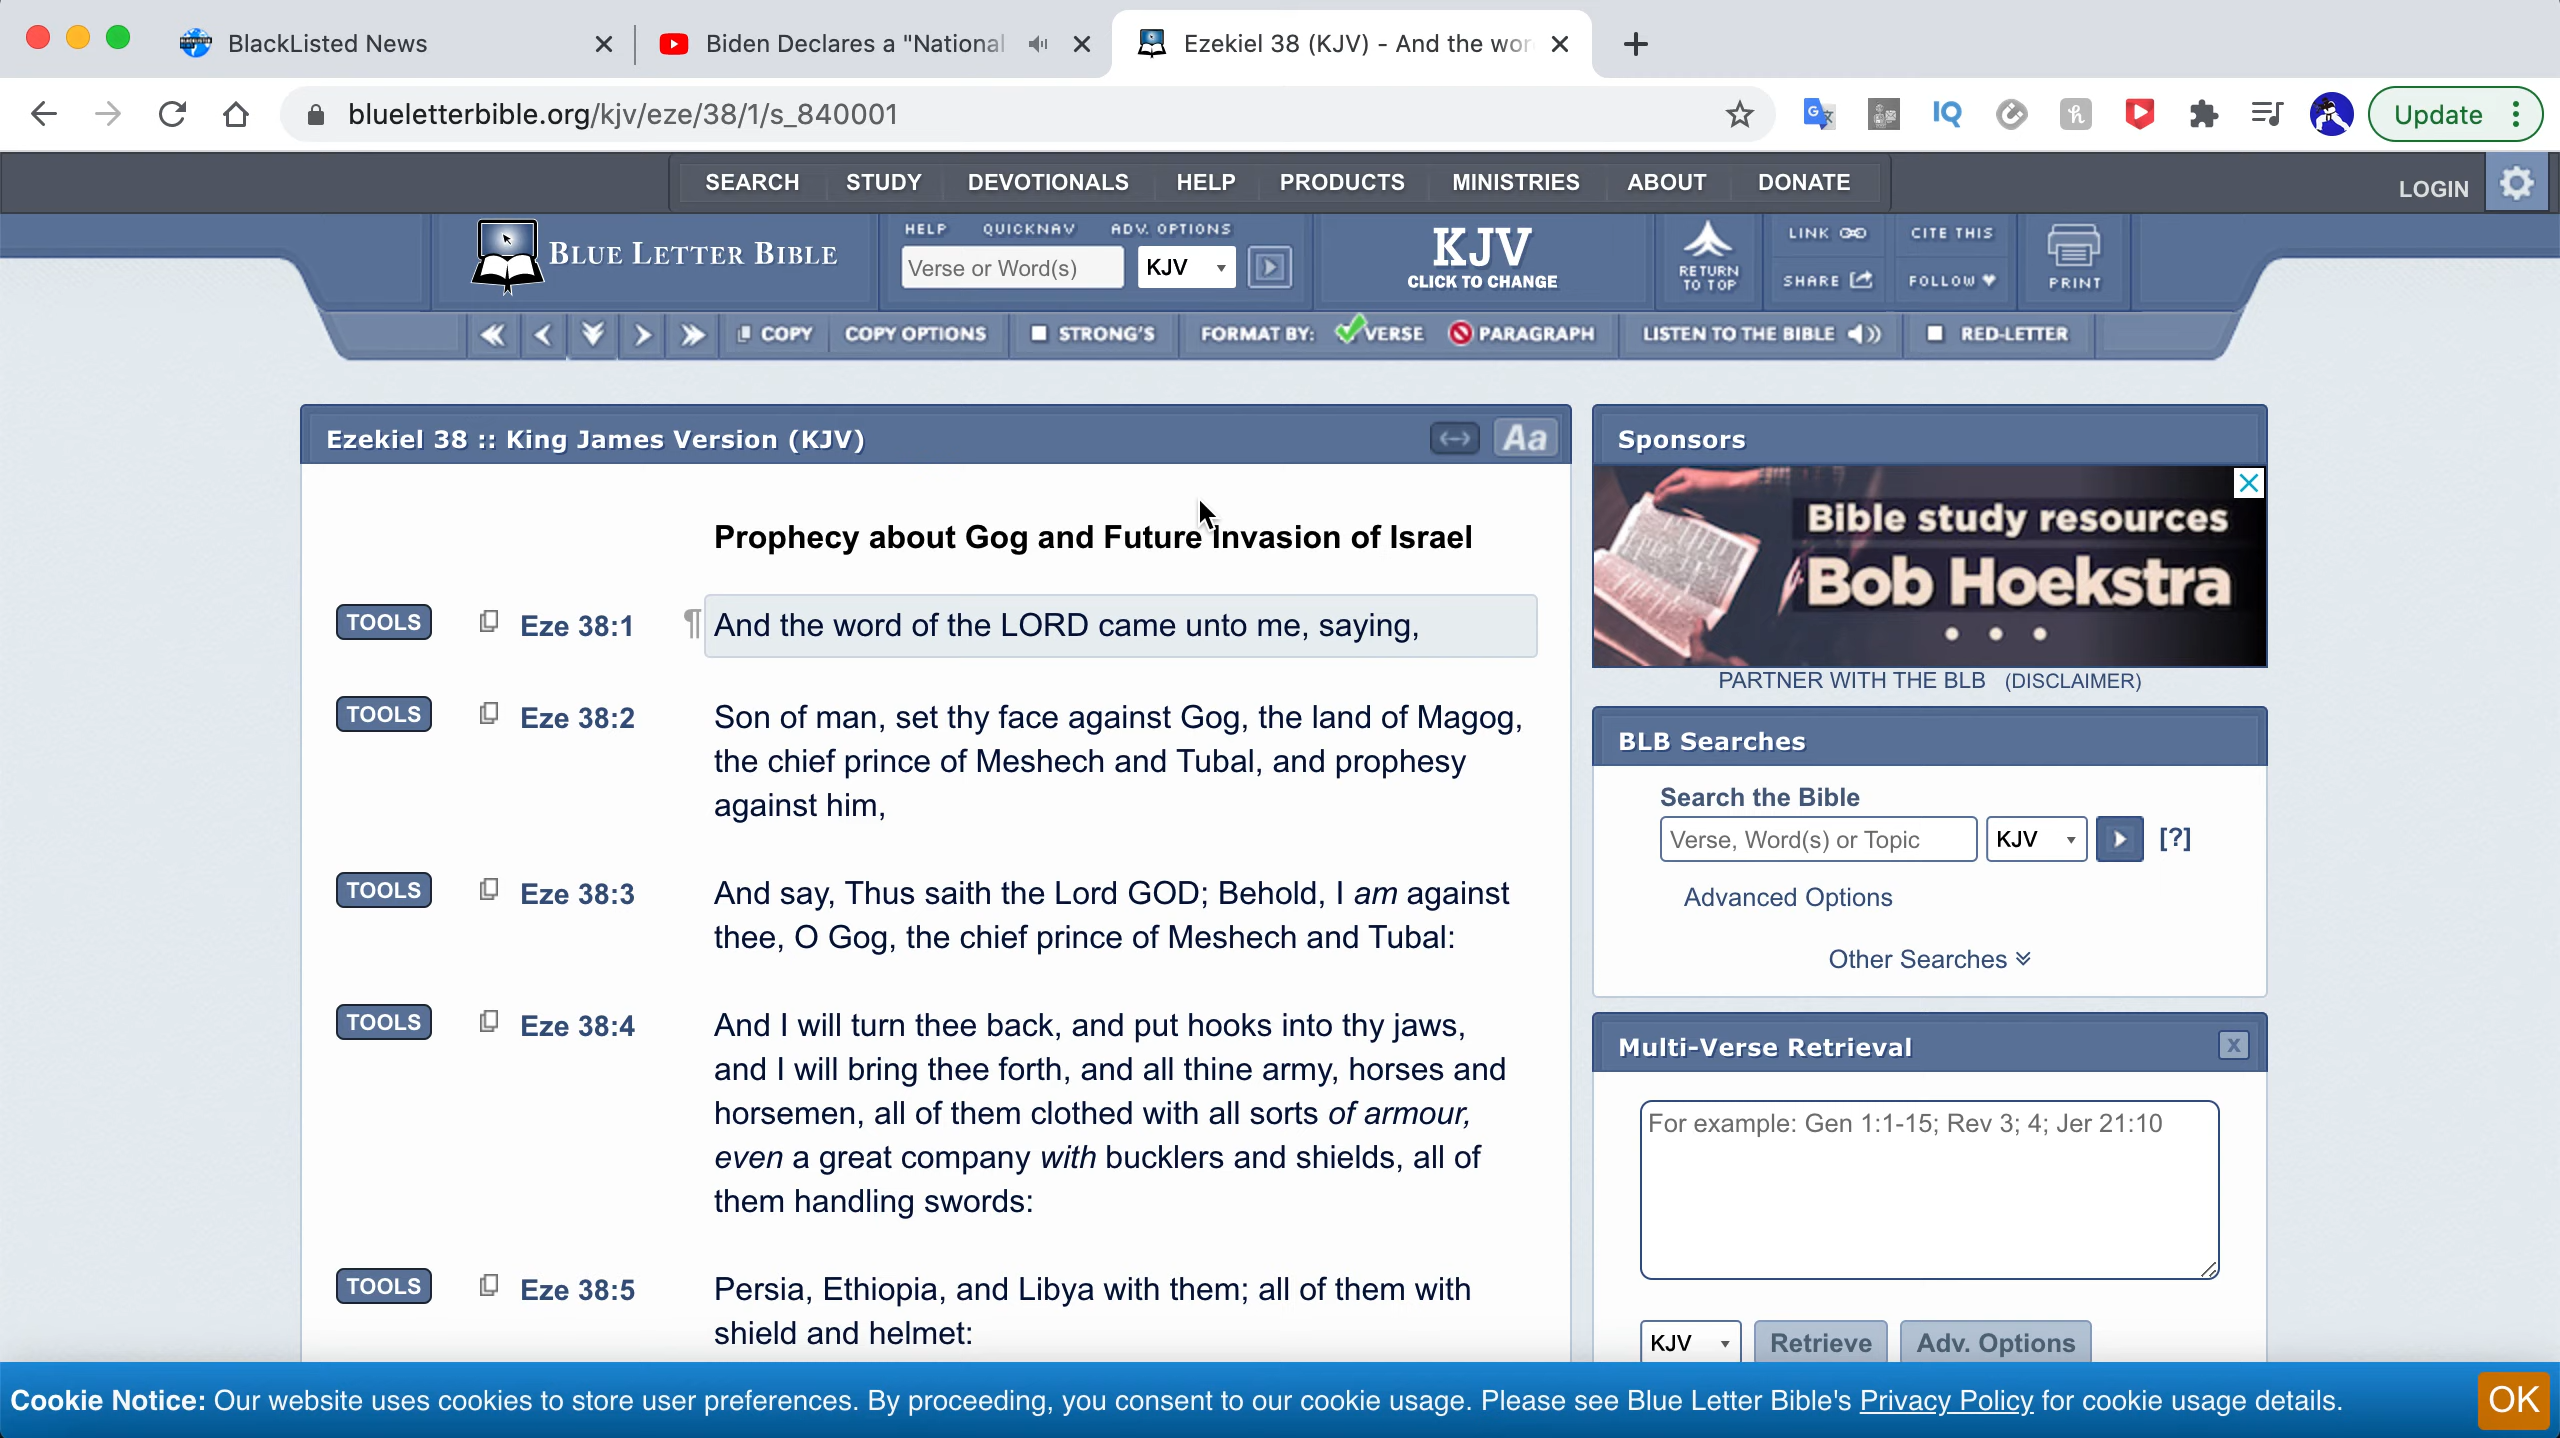 BlackListed News
Biden Declares a "National
Ezekiel 38 (KJV) - And the wor
blueletterbible.org/kjv/eze/38/1/s_840001
IQ
Update
SEARCH STUDY DEVOTIONALS HELP PRODUCTS MINISTRIES ABOUT DONATE
LOGIN
BLUE LETTER BIBLE
HELP QUICKNAV ADV. OPTIONS
Verse or Word(s) KJV
KJV
CLICK TO CHANGE
RETURN
TO TOP
LINK CITE THIS
SHARE FOLLOW
PRINT
COPY COPY OPTIONS STRONG'S FORMAT BY: VERSE PARAGRAPH LISTEN TO THE BIBLE RED-LETTER
Ezekiel 38 :: King James Version (KJV) Aa
Prophecy about Gog and Future Invasion of Israel
TOOLS Eze 38:1 ¶ And the word of the LORD came unto me, saying,
TOOLS Eze 38:2 Son of man, set thy face against Gog, the land of Magog,
the chief prince of Meshech and Tubal, and prophesy
against him,
TOOLS Eze 38:3 And say, Thus saith the Lord GOD; Behold, I am against
thee, O Gog, the chief prince of Meshech and Tubal:
TOOLS Eze 38:4 And I will turn thee back, and put hooks into thy jaws,
and I will bring thee forth, and all thine army, horses and
horsemen, all of them clothed with all sorts of armour,
even a great company with bucklers and shields, all of
them handling swords:
TOOLS Eze 38:5 Persia, Ethiopia, and Libya with them; all of them with
shield and helmet:
Sponsors
Bible study resources
Bob Hoekstra
PARTNER WITH THE BLB (DISCLAIMER)
BLB Searches
Search the Bible
Verse, Word(s) or Topic KJV [?]
Advanced Options
Other Searches
Multi-Verse Retrieval x
For example: Gen 1:1-15; Rev 3; 4; Jer 21:10
KJV Retrieve Adv. Options
Cookie Notice: Our website uses cookies to store user preferences. By proceeding, you consent to our cookie usage. Please see Blue Letter Bible's Privacy Policy for cookie usage details. OK